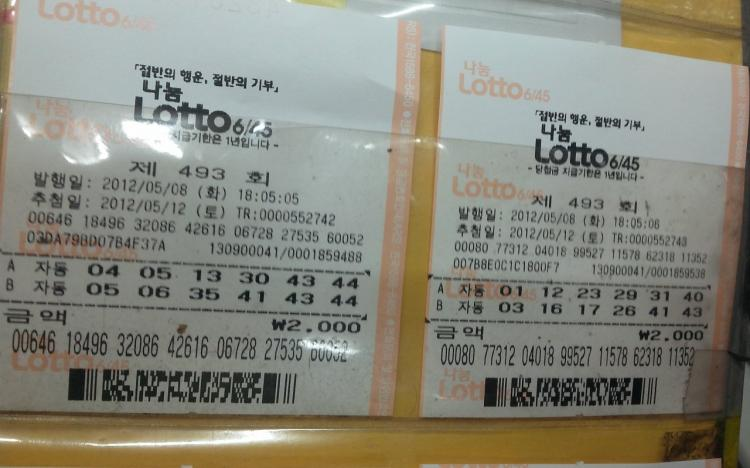 Lotto 6/45
「절반의 행운, 절반의 기부」
나눔
Lotto 6/45
지급기한은 1년입니다 -
제 493 회
발행일: 2012/05/08 (화) 18:05:05
추첨일: 2012/05/12 (토) TR:0000552742
00646 18496 32086 42616 06728 27535 60052
03DA79BD07B4F37A 130900041/0001859488
A 자동 04 05 13 30 43 44
B 자동 05 06 35 41 43 44
금액 ₩2.000
00646 18496 32086 42616 06728 27535 60052
나눔
Lotto 6/45
「절반의 행운, 절반의 기부」
나눔
Lotto 6/45
- 당첨금 지급기한은 1년입니다 -
제 493 회
발행일: 2012/05/08 (화) 18:05:06
추첨일: 2012/05/12 (토) TR:0000552743
00080 77312 04018 99527 11578 62318 11352
007B8E0C1C1800F7 130900041/0001859538
A 자동 01 12 23 29 31 40
B 자동 03 16 17 26 41 43
금액 ₩2.000
00080 77312 04018 99527 11578 62318 11352